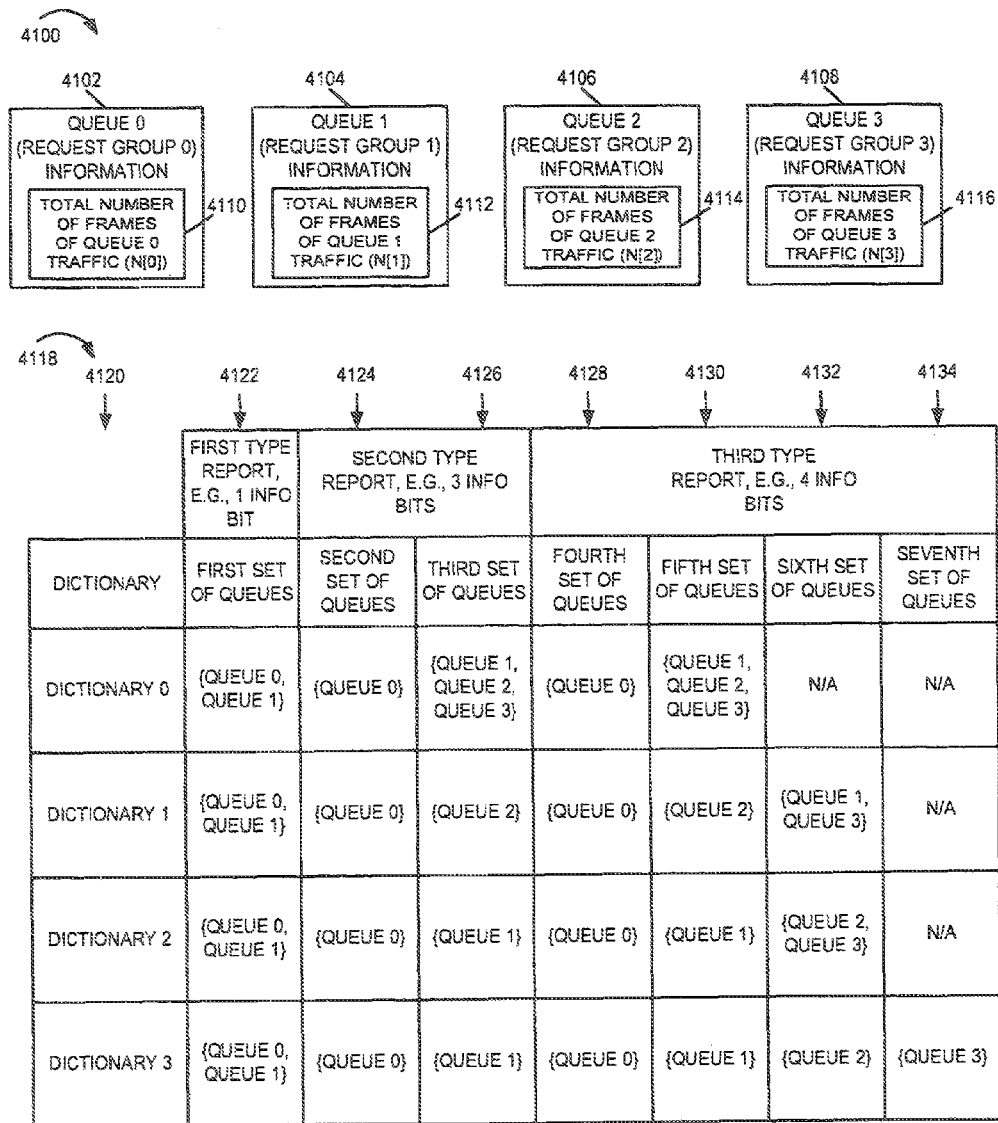 4100
4102
4104
4106
4108
QUEUE 0
(REQUEST GROUP 0)
INFORMATION
TOTAL NUMBER
OF FRAMES
OF QUEUE 0
TRAFFIC (N[0])
4110
QUEUE 1
(REQUEST GROUP 1)
INFORMATION
TOTAL NUMBER
OF FRAMES
OF QUEUE 1
TRAFFIC (N[1])
4112
QUEUE 2
(REQUEST GROUP 2)
INFORMATION
TOTAL NUMBER
OF FRAMES
OF QUEUE 2
TRAFFIC (N[2])
4114
QUEUE 3
(REQUEST GROUP 3)
INFORMATION
TOTAL NUMBER
OF FRAMES
OF QUEUE 3
TRAFFIC (N[3])
4116
4118
4120
4122
4124
4126
4128
4130
4132
4134
FIRST TYPE
REPORT,
E.G., 1 INFO
BIT
SECOND TYPE
REPORT, E.G., 3 INFO
BITS
THIRD TYPE
REPORT, E.G., 4 INFO
BITS
DICTIONARY
FIRST SET
OF QUEUES
SECOND
SET OF
QUEUES
THIRD SET
OF QUEUES
FOURTH
SET OF
QUEUES
FIFTH SET
OF QUEUES
SIXTH SET
OF QUEUES
SEVENTH
SET OF
QUEUES
DICTIONARY 0
{QUEUE 0,
QUEUE 1}
{QUEUE 0}
{QUEUE 1,
QUEUE 2,
QUEUE 3}
{QUEUE 0}
{QUEUE 1,
QUEUE 2,
QUEUE 3}
N/A
N/A
DICTIONARY 1
{QUEUE 0,
QUEUE 1}
{QUEUE 0}
{QUEUE 2}
{QUEUE 0}
{QUEUE 2}
{QUEUE 1,
QUEUE 3}
N/A
DICTIONARY 2
{QUEUE 0,
QUEUE 1}
{QUEUE 0}
{QUEUE 1}
{QUEUE 0}
{QUEUE 1}
{QUEUE 2,
QUEUE 3}
N/A
DICTIONARY 3
{QUEUE 0,
QUEUE 1}
{QUEUE 0}
{QUEUE 1}
{QUEUE 0}
{QUEUE 1}
{QUEUE 2}
{QUEUE 3}